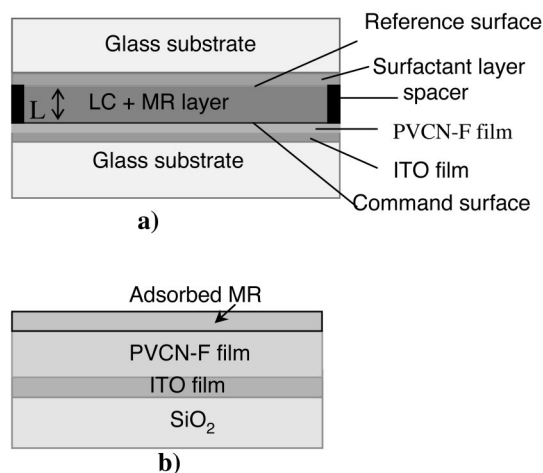 Reference surface
Glass substrate
Surfactant layer
spacer
L
LC + MR layer
PVCN-F film
ITO film
Glass substrate
Command surface
a)
Adsorbed MR
PVCN-F film
ITO film
SiO₂
b)